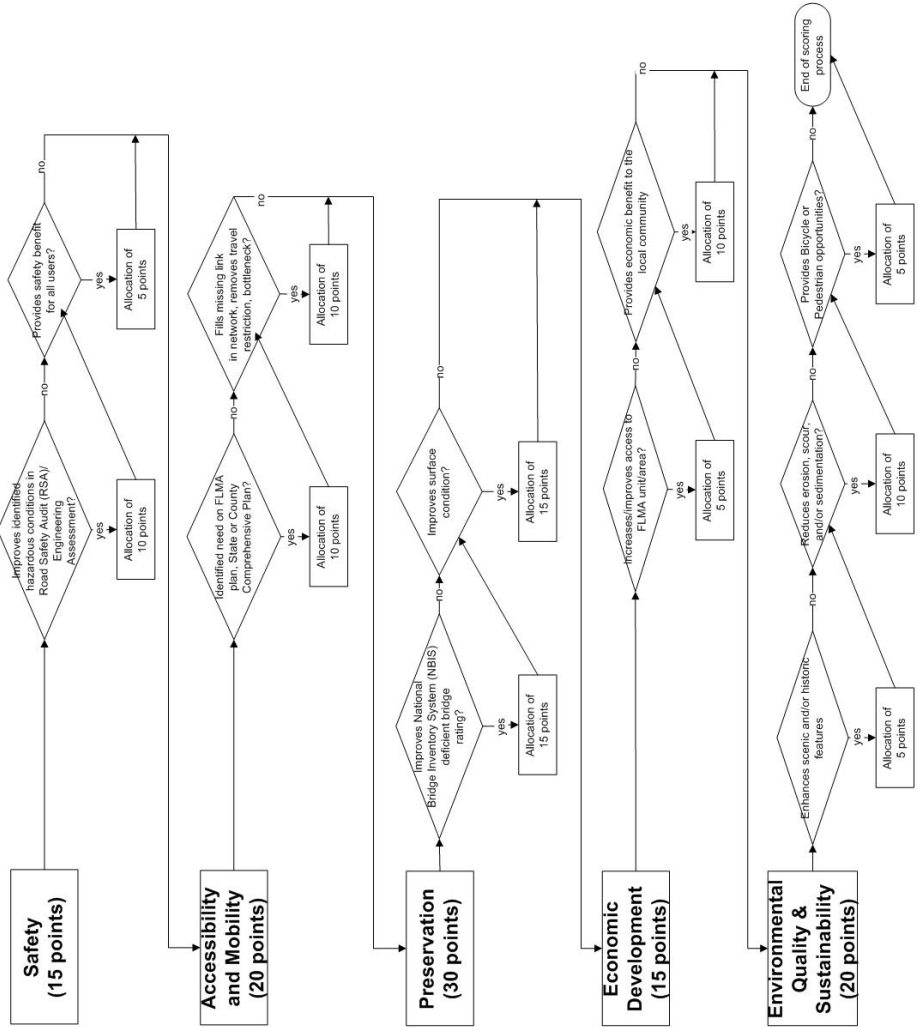 Safety
(15 points)
Improves identified
hazardous conditions in
Road Safety Audit (RSA)/
Engineering
Assessment?
no
yes
Allocation of
10 points
Provides safety benefit
for all users?
no
yes
Allocation of
5 points
Accessibility
and Mobility
(20 points)
Identified need on FLMA
plan, State or County
Comprehensive Plan?
no
yes
Allocation of
10 points
Fills missing link
in network, removes travel
restriction, bottleneck?
no
yes
Allocation of
10 points
Preservation
(30 points)
Improves National
Bridge Inventory System (NBIS)
deficient bridge
rating?
no
yes
Allocation of
15 points
Improves surface
condition?
no
yes
Allocation of
15 points
Economic
Development
(15 points)
Increases/improves access to
FLMA unit/area?
no
yes
Allocation of
5 points
Provides economic benefit to the
local community
no
yes
Allocation of
10 points
Environmental
Quality &
Sustainability
(20 points)
Enhances scenic and/or historic
features
no
yes
Allocation of
5 points
Reduces erosion, scour,
and/or sedimentation?
no
yes
Allocation of
10 points
Provides Bicycle or
Pedestrian opportunities?
no
yes
Allocation of
5 points
End of scoring
process